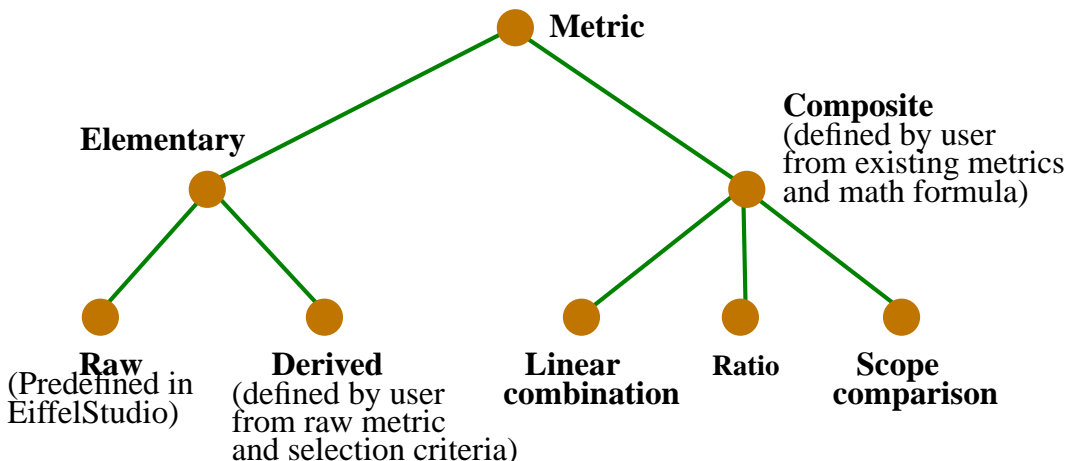 Metric
Elementary
Composite
(defined by user
from existing metrics
and math formula)
Raw
(Predefined in
EiffelStudio)
Derived
(defined by user
from raw metric
and selection criteria)
Linear
combination
Ratio
Scope
comparison